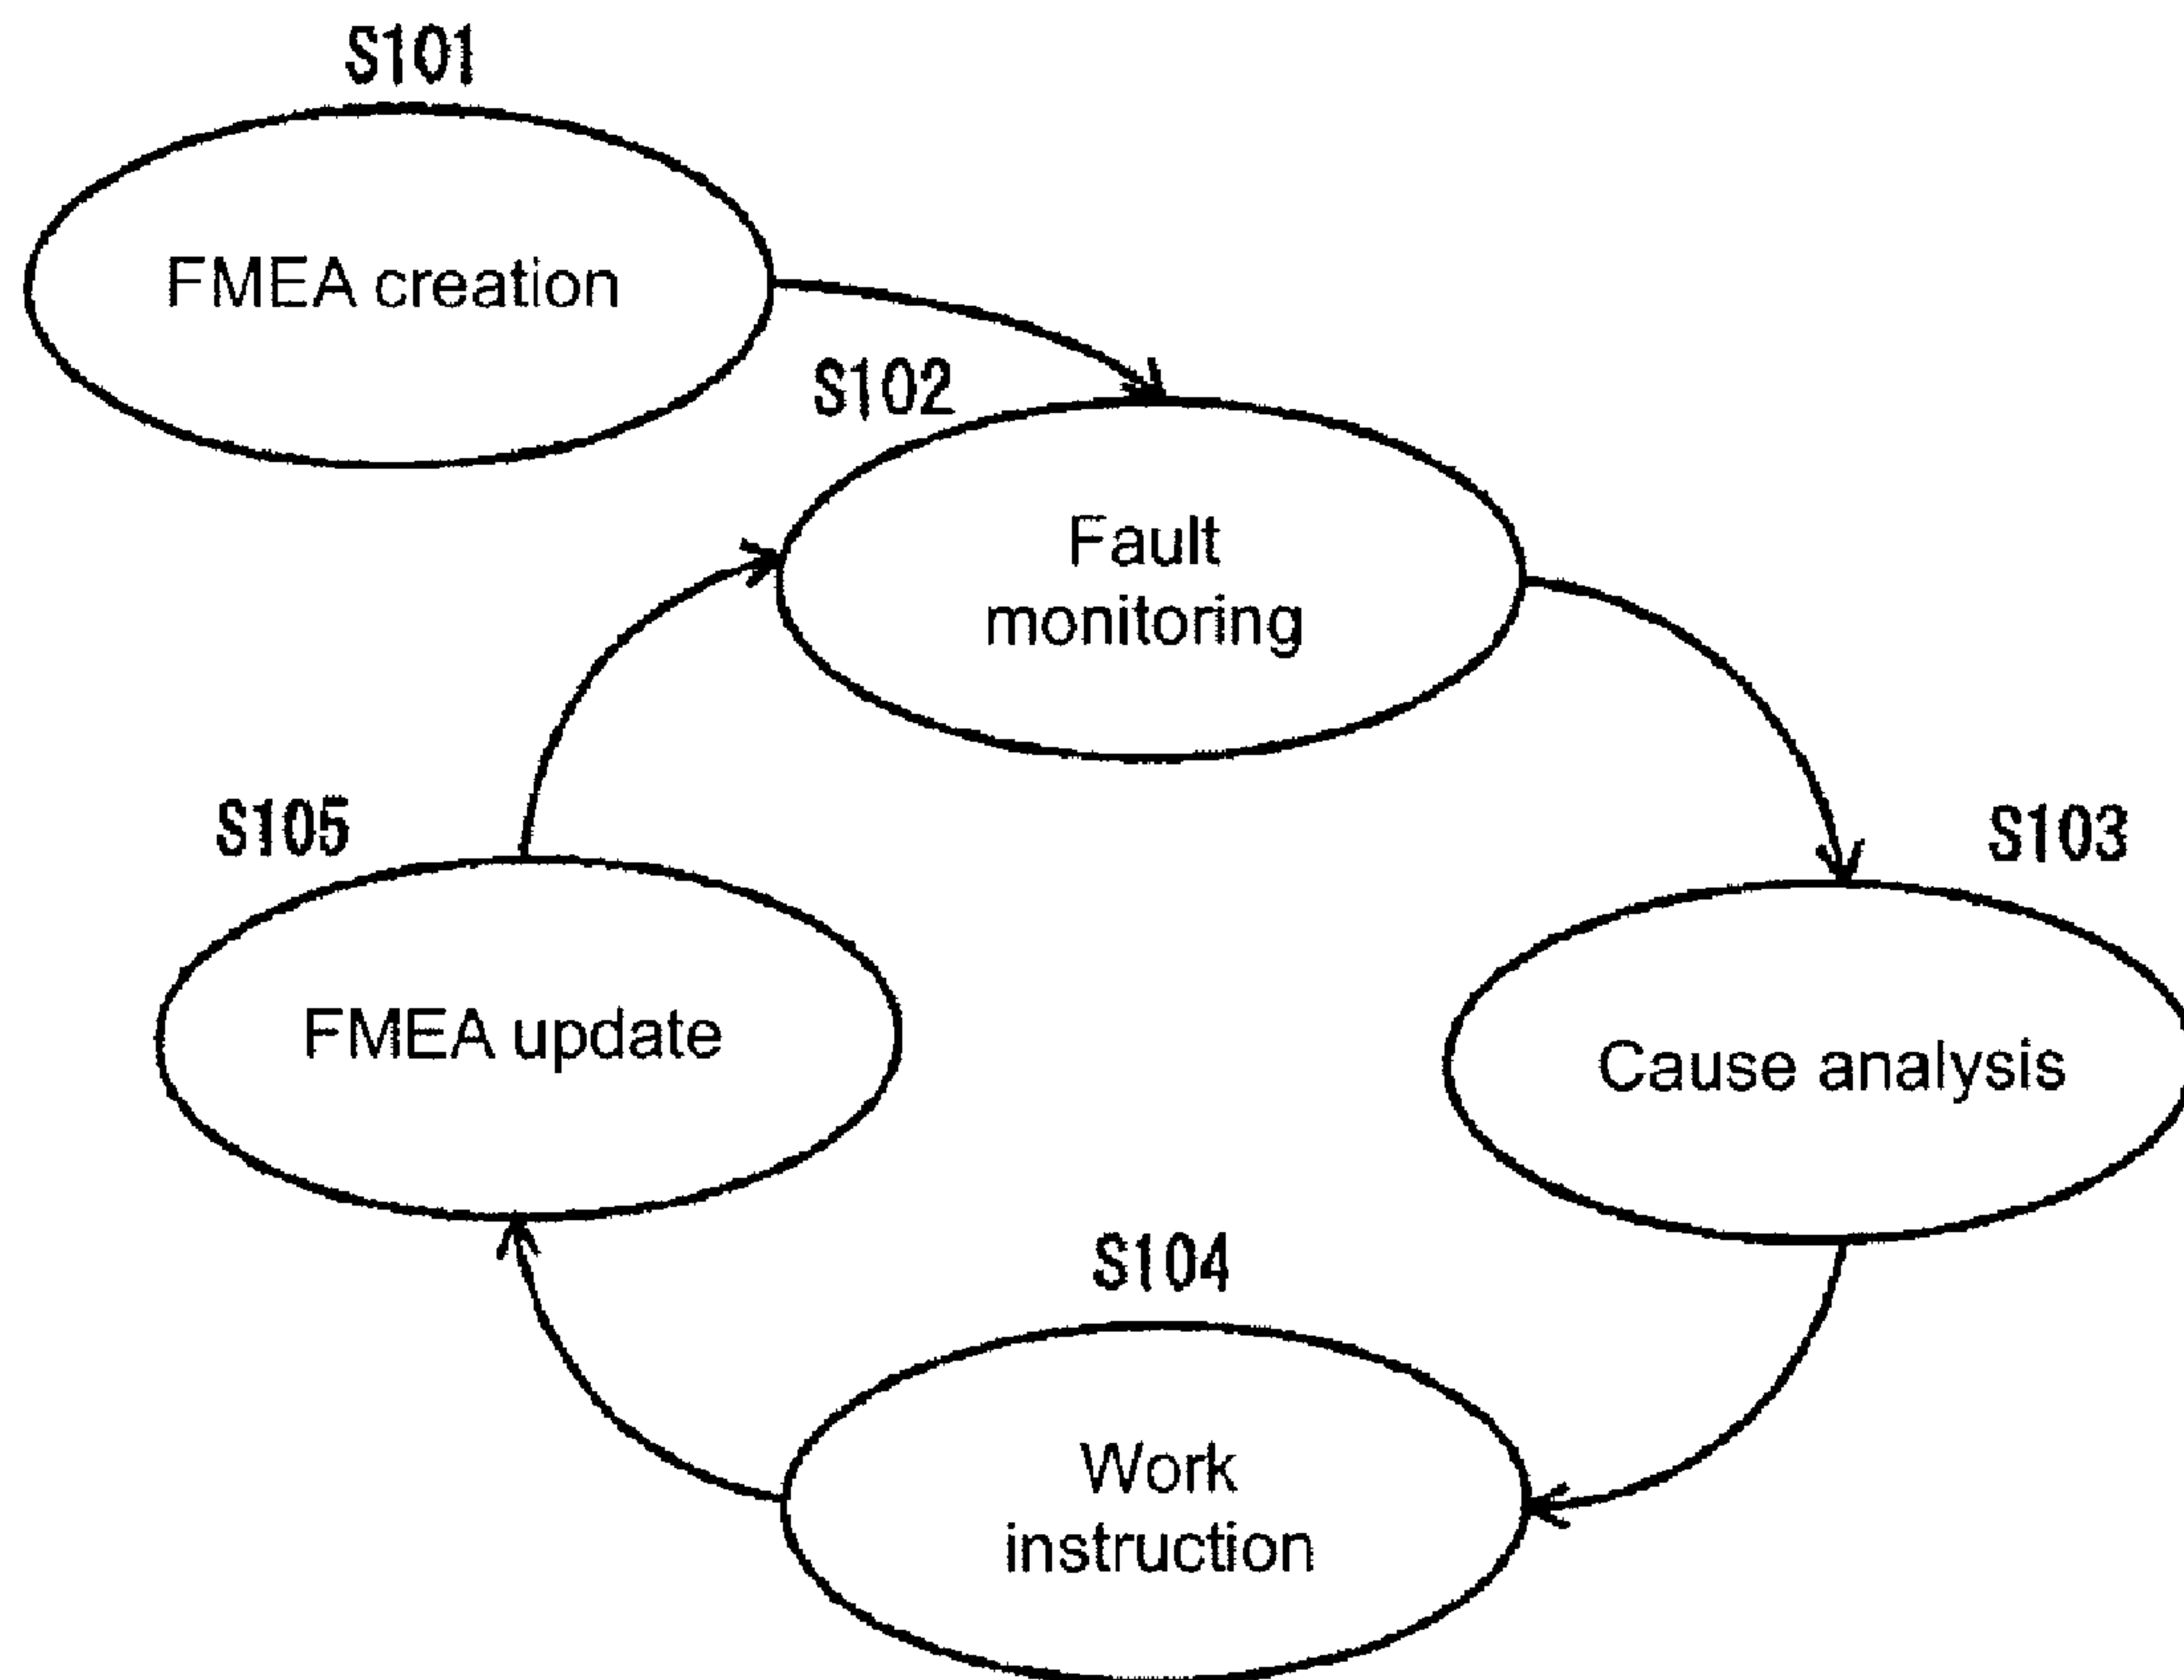 S101
FMEA creation
S102
Fault
monitoring
S105
S103
FMEA update
Cause analysis
S104
Work
instruction